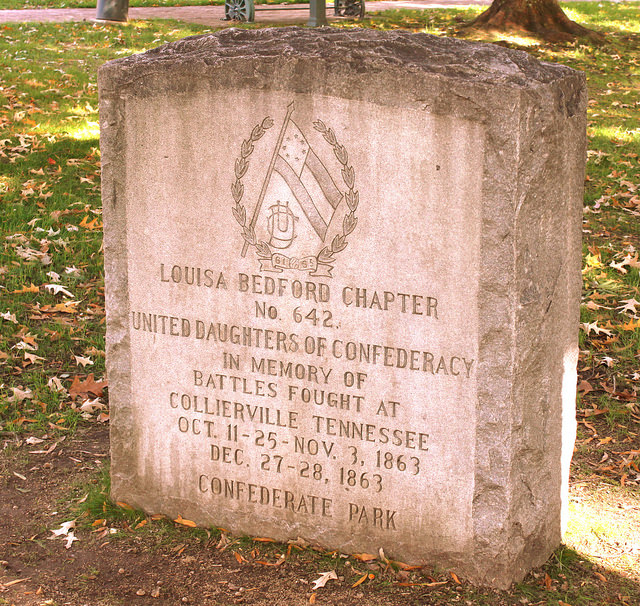 LOUISA BEDFORD CHAPTER
No. 642.
UNITED DAUGHTERS OF CONFEDERACY
IN MEMORY OF
BATTLES FOUGHT AT
COLLIERVILLE TENNESSEE
OCT. 11-25-NOV. 3, 1863
DEC. 27-28, 1863
CONFEDERATE PARK